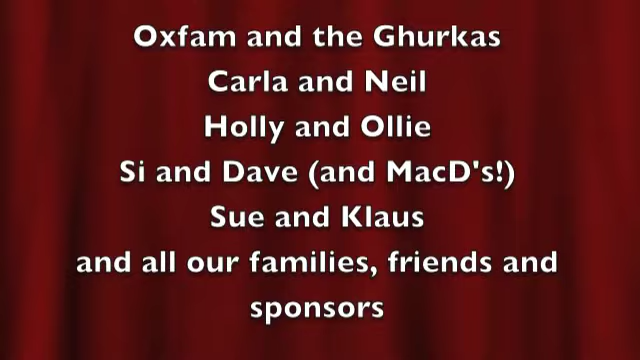 Oxfam and the Ghurkas
Carla and Neil
Holly and Ollie
Si and Dave (and MacD's!)
Sue and Klaus
and all our families, friends and
sponsors